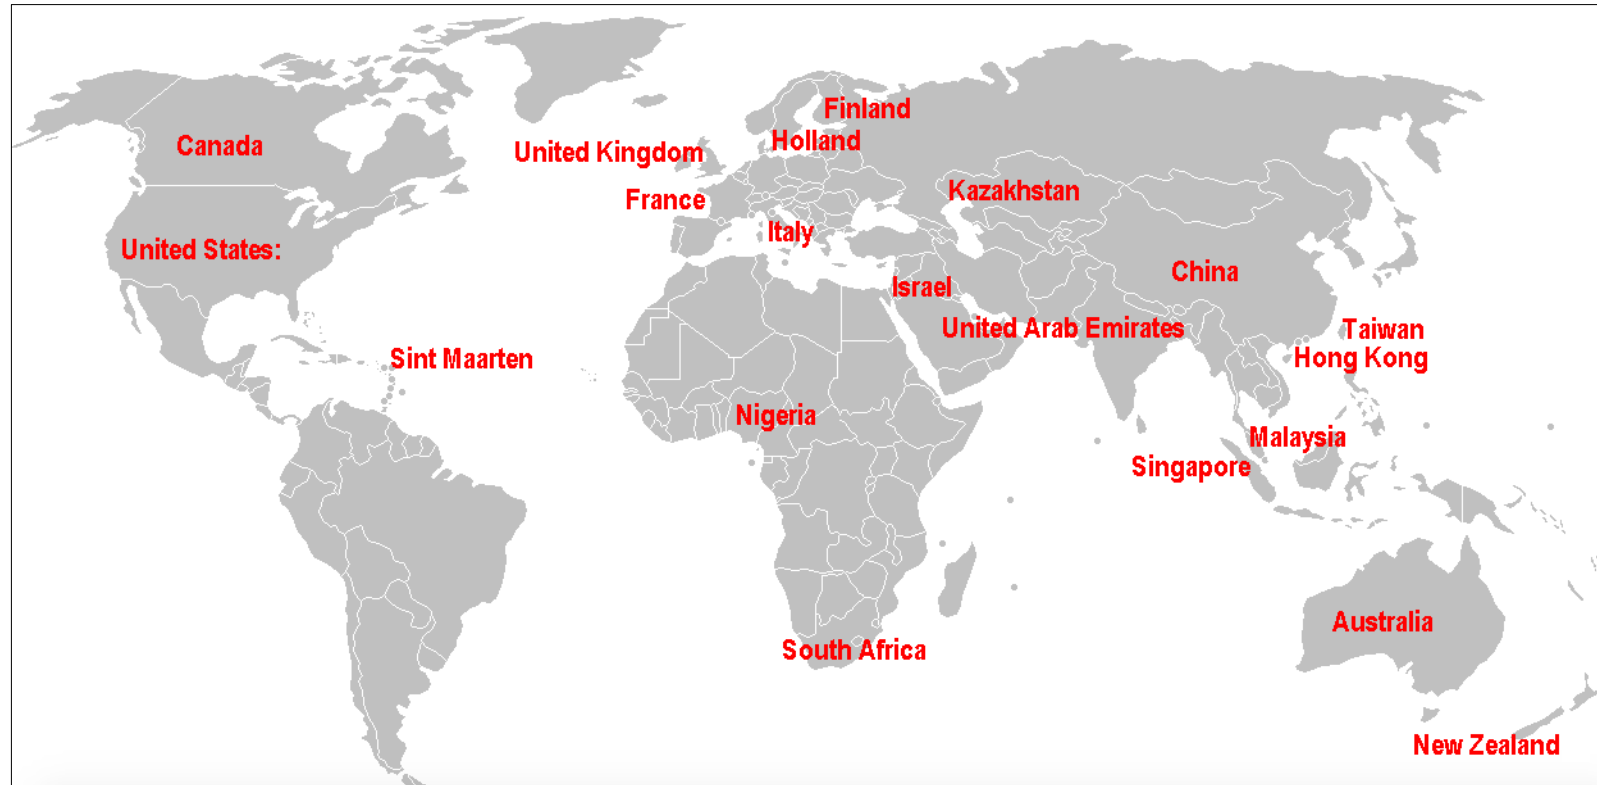 Finland
Holland
Canada
United Kingdom
Kazakhstan
France
Italy
United States:
China
Israel
United Arab Emirates
Taiwan
Hong Kong
Sint Maarten
Nigeria
Malaysia
Singapore
Australia
South Africa
New Zealand